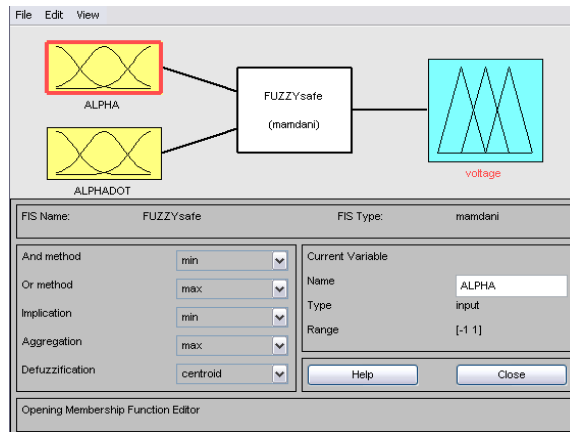 File Edit View
ALPHA
ALPHADOT
FUZZYsafe
(mamdani)
voltage
FIS Name: FUZZYsafe FIS Type: mamdani
And method min
Or method max
Implication min
Aggregation max
Defuzzification centroid
Current Variable
Name ALPHA
Type input
Range [-1 1]
Help Close
Opening Membership Function Editor